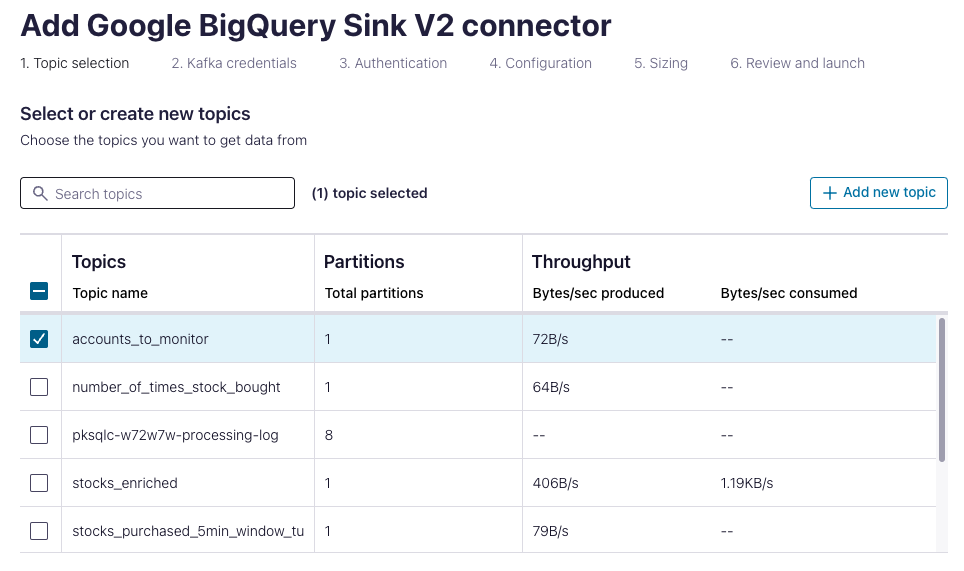 Add Google BigQuery Sink V2 connector
1. Topic selection 2. Kafka credentials 3. Authentication 4. Configuration 5. Sizing 6. Review and launch
Select or create new topics
Choose the topics you want to get data from
Search topics (1) topic selected + Add new topic
Topics Partitions Throughput
Topic name Total partitions Bytes/sec produced Bytes/sec consumed
accounts_to_monitor 1 72B/s --
number_of_times_stock_bought 1 64B/s --
pksqlc-w72w7w-processing-log 8 -- --
stocks_enriched 1 406B/s 1.19KB/s
stocks_purchased_5min_window_tu 1 79B/s --